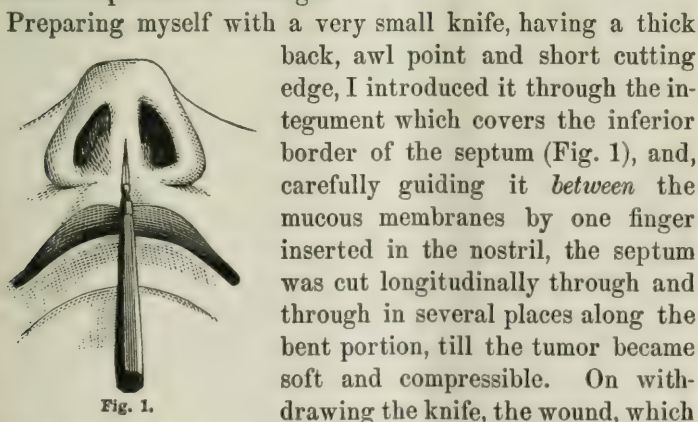 Preparing myself with a very small knife, having a thick
back, awl point and short cutting
edge, I introduced it through the in-
tegument which covers the inferior
border of the septum (Fig. 1), and,
carefully guiding it between the
mucous membranes by one finger
inserted in the nostril, the septum
was cut longitudinally through and
through in several places along the
bent portion, till the tumor became
soft and compressible. On with-
drawing the knife, the wound, which
Fig. 1.